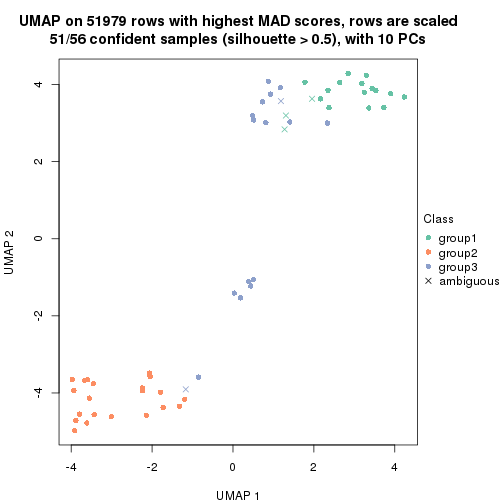 UMAP on 51979 rows with highest MAD scores, rows are scaled
51/56 confident samples (silhouette > 0.5), with 10 PCs
4
2
0
-2
-4
UMAP 2
-4
-2
0
2
4
UMAP 1
Class
group1
group2
group3
ambiguous